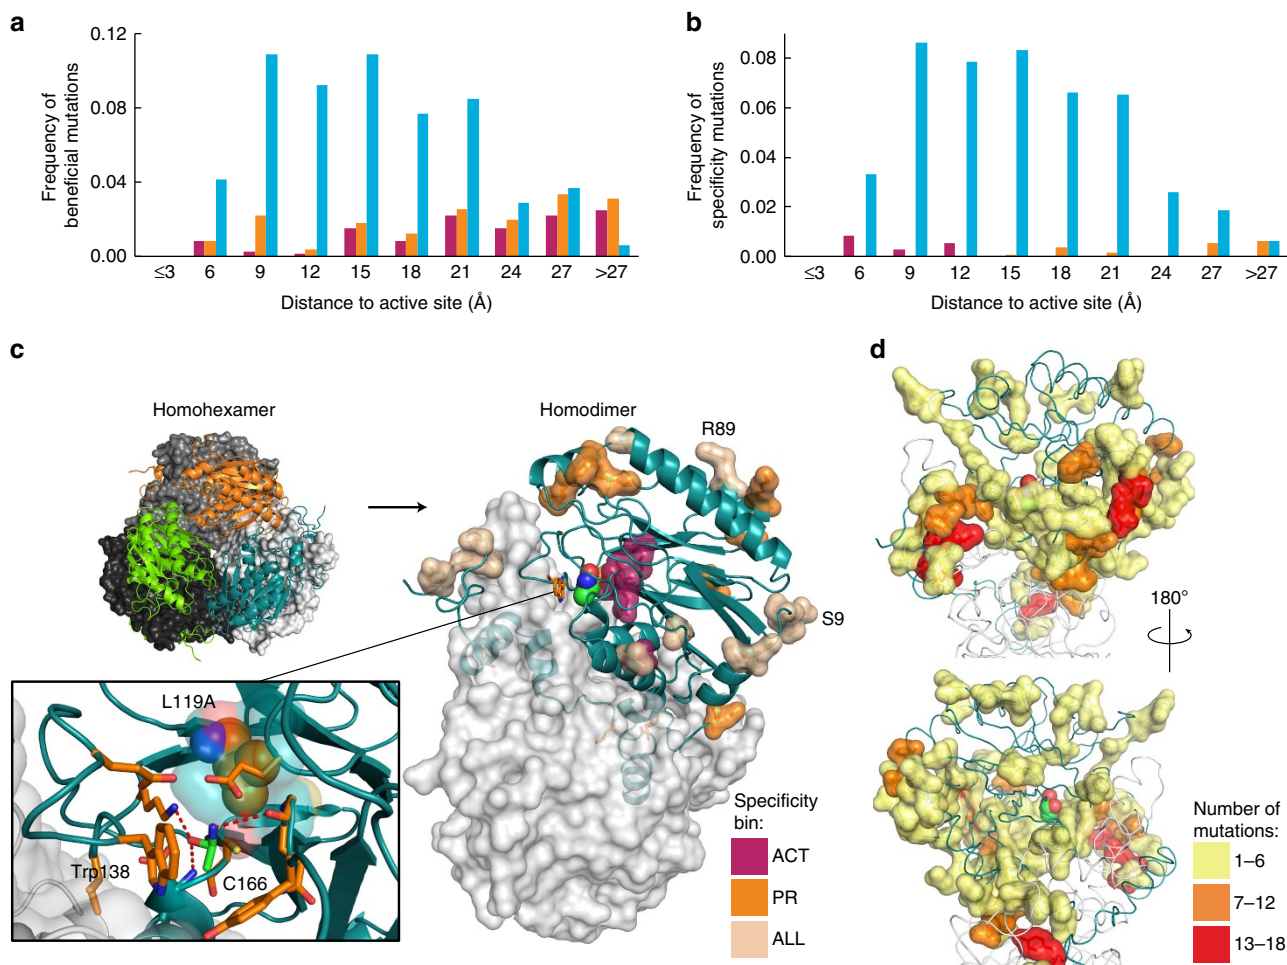 a
Frequency of
beneficial mutations
0.12
0.08
0.04
0.00
≤3 6 9 12 15 18 21 24 27 >27
Distance to active site (Å)
b
Frequency of
specificity mutations
0.08
0.06
0.04
0.02
0.00
≤3 6 9 12 15 18 21 24 27 >27
Distance to active site (Å)
c
Homohexamer
Homodimer
R89
S9
L119A
Trp138
C166
Specificity
bin:
ACT
PR
ALL
d
180°
Number of
mutations:
1–6
7–12
13–18